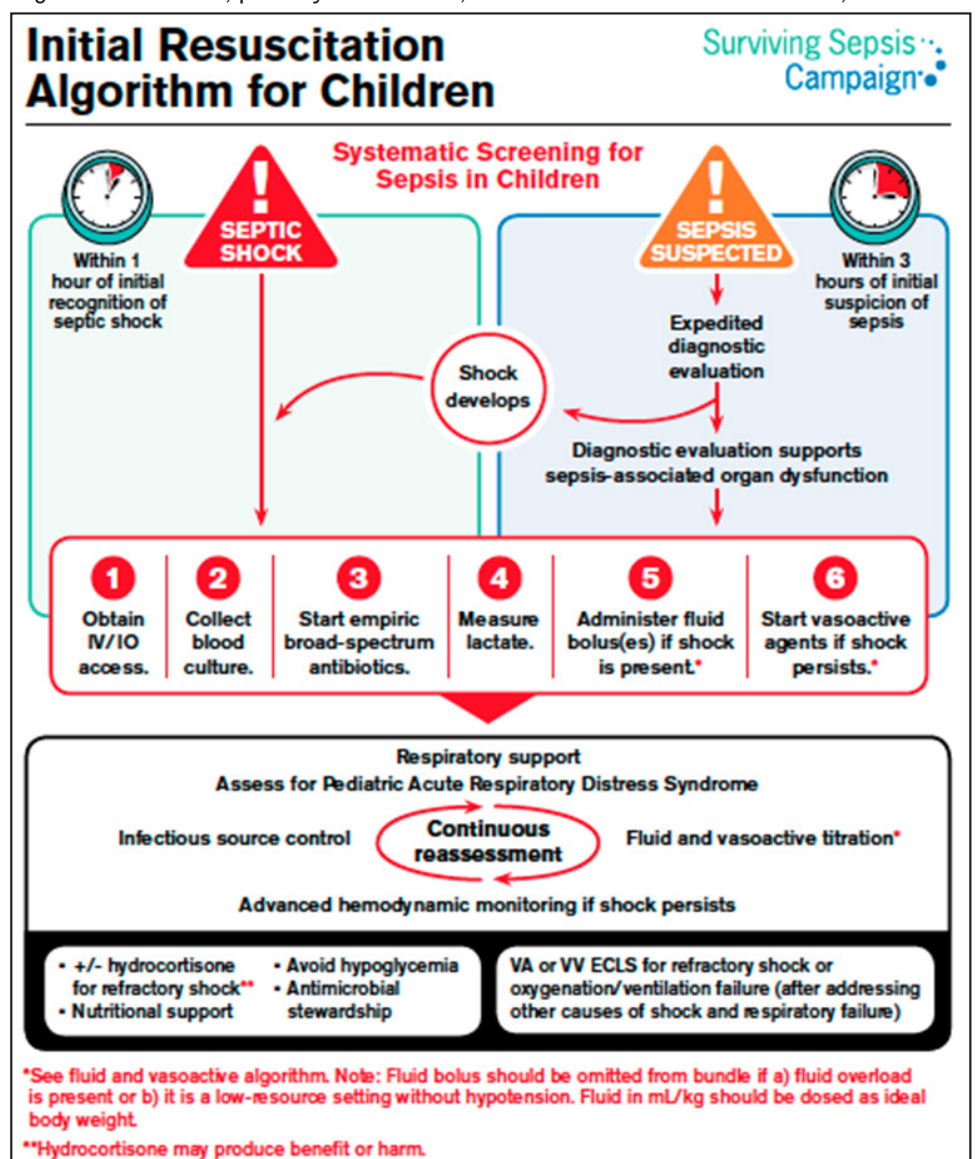 Initial Resuscitation
Algorithm for Children
Surviving Sepsis
Campaign
Systematic Screening for
Sepsis in Children
Within 1
hour of initial
recognition of
septic shock
!
SEPTIC
SHOCK
!
SEPSIS
SUSPECTED
Within 3
hours of initial
suspicion of
sepsis
Expedited
diagnostic
evaluation
Shock
develops
Diagnostic evaluation supports
sepsis-associated organ dysfunction
1
Obtain
IV/IO
access.
2
Collect
blood
culture.
3
Start empiric
broad-spectrum
antibiotics.
4
Measure
lactate.
5
Administer fluid
bolus(es) if shock
is present.*
6
Start vasoactive
agents if shock
persists.*
Respiratory support
Assess for Pediatric Acute Respiratory Distress Syndrome
Infectious source control
Continuous
reassessment
Fluid and vasoactive titration*
Advanced hemodynamic monitoring if shock persists
• +/- hydrocortisone
for refractory shock**
• Nutritional support
• Avoid hypoglycemia
• Antimicrobial
stewardship
VA or VV ECLS for refractory shock or
oxygenation/ventilation failure (after addressing
other causes of shock and respiratory failure)
*See fluid and vasoactive algorithm. Note: Fluid bolus should be omitted from bundle if a) fluid overload
is present or b) it is a low-resource setting without hypotension. Fluid in mL/kg should be dosed as ideal
body weight.
**Hydrocortisone may produce benefit or harm.